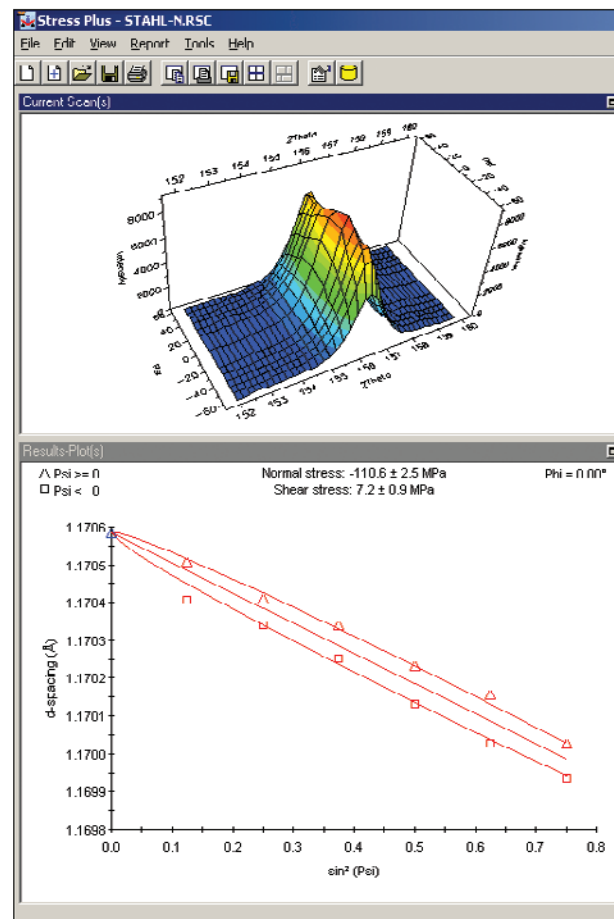 Stress Plus - STAHL-N.RSC
File Edit View Report Tools Help
Current Scan(s)
2Theta
152 153 154 155 156 157 158 159 160
8000
6000
4000
2000
0
Intensity
60
40
20
0
-20
-40
-60
Psi
152 153 154 155 156 157 158 159 160
2Theta
Results-Plot(s)
△ Psi >= 0
□ Psi < 0
Normal stress: -110.6 ± 2.5 MPa
Shear stress: 7.2 ± 0.9 MPa
Phi = 0.00°
1.1706
1.1705
1.1704
1.1703
1.1702
1.1701
1.1700
1.1699
1.1698
d-spacing (Å)
0.0 0.1 0.2 0.3 0.4 0.5 0.6 0.7 0.8
sin² (Psi)